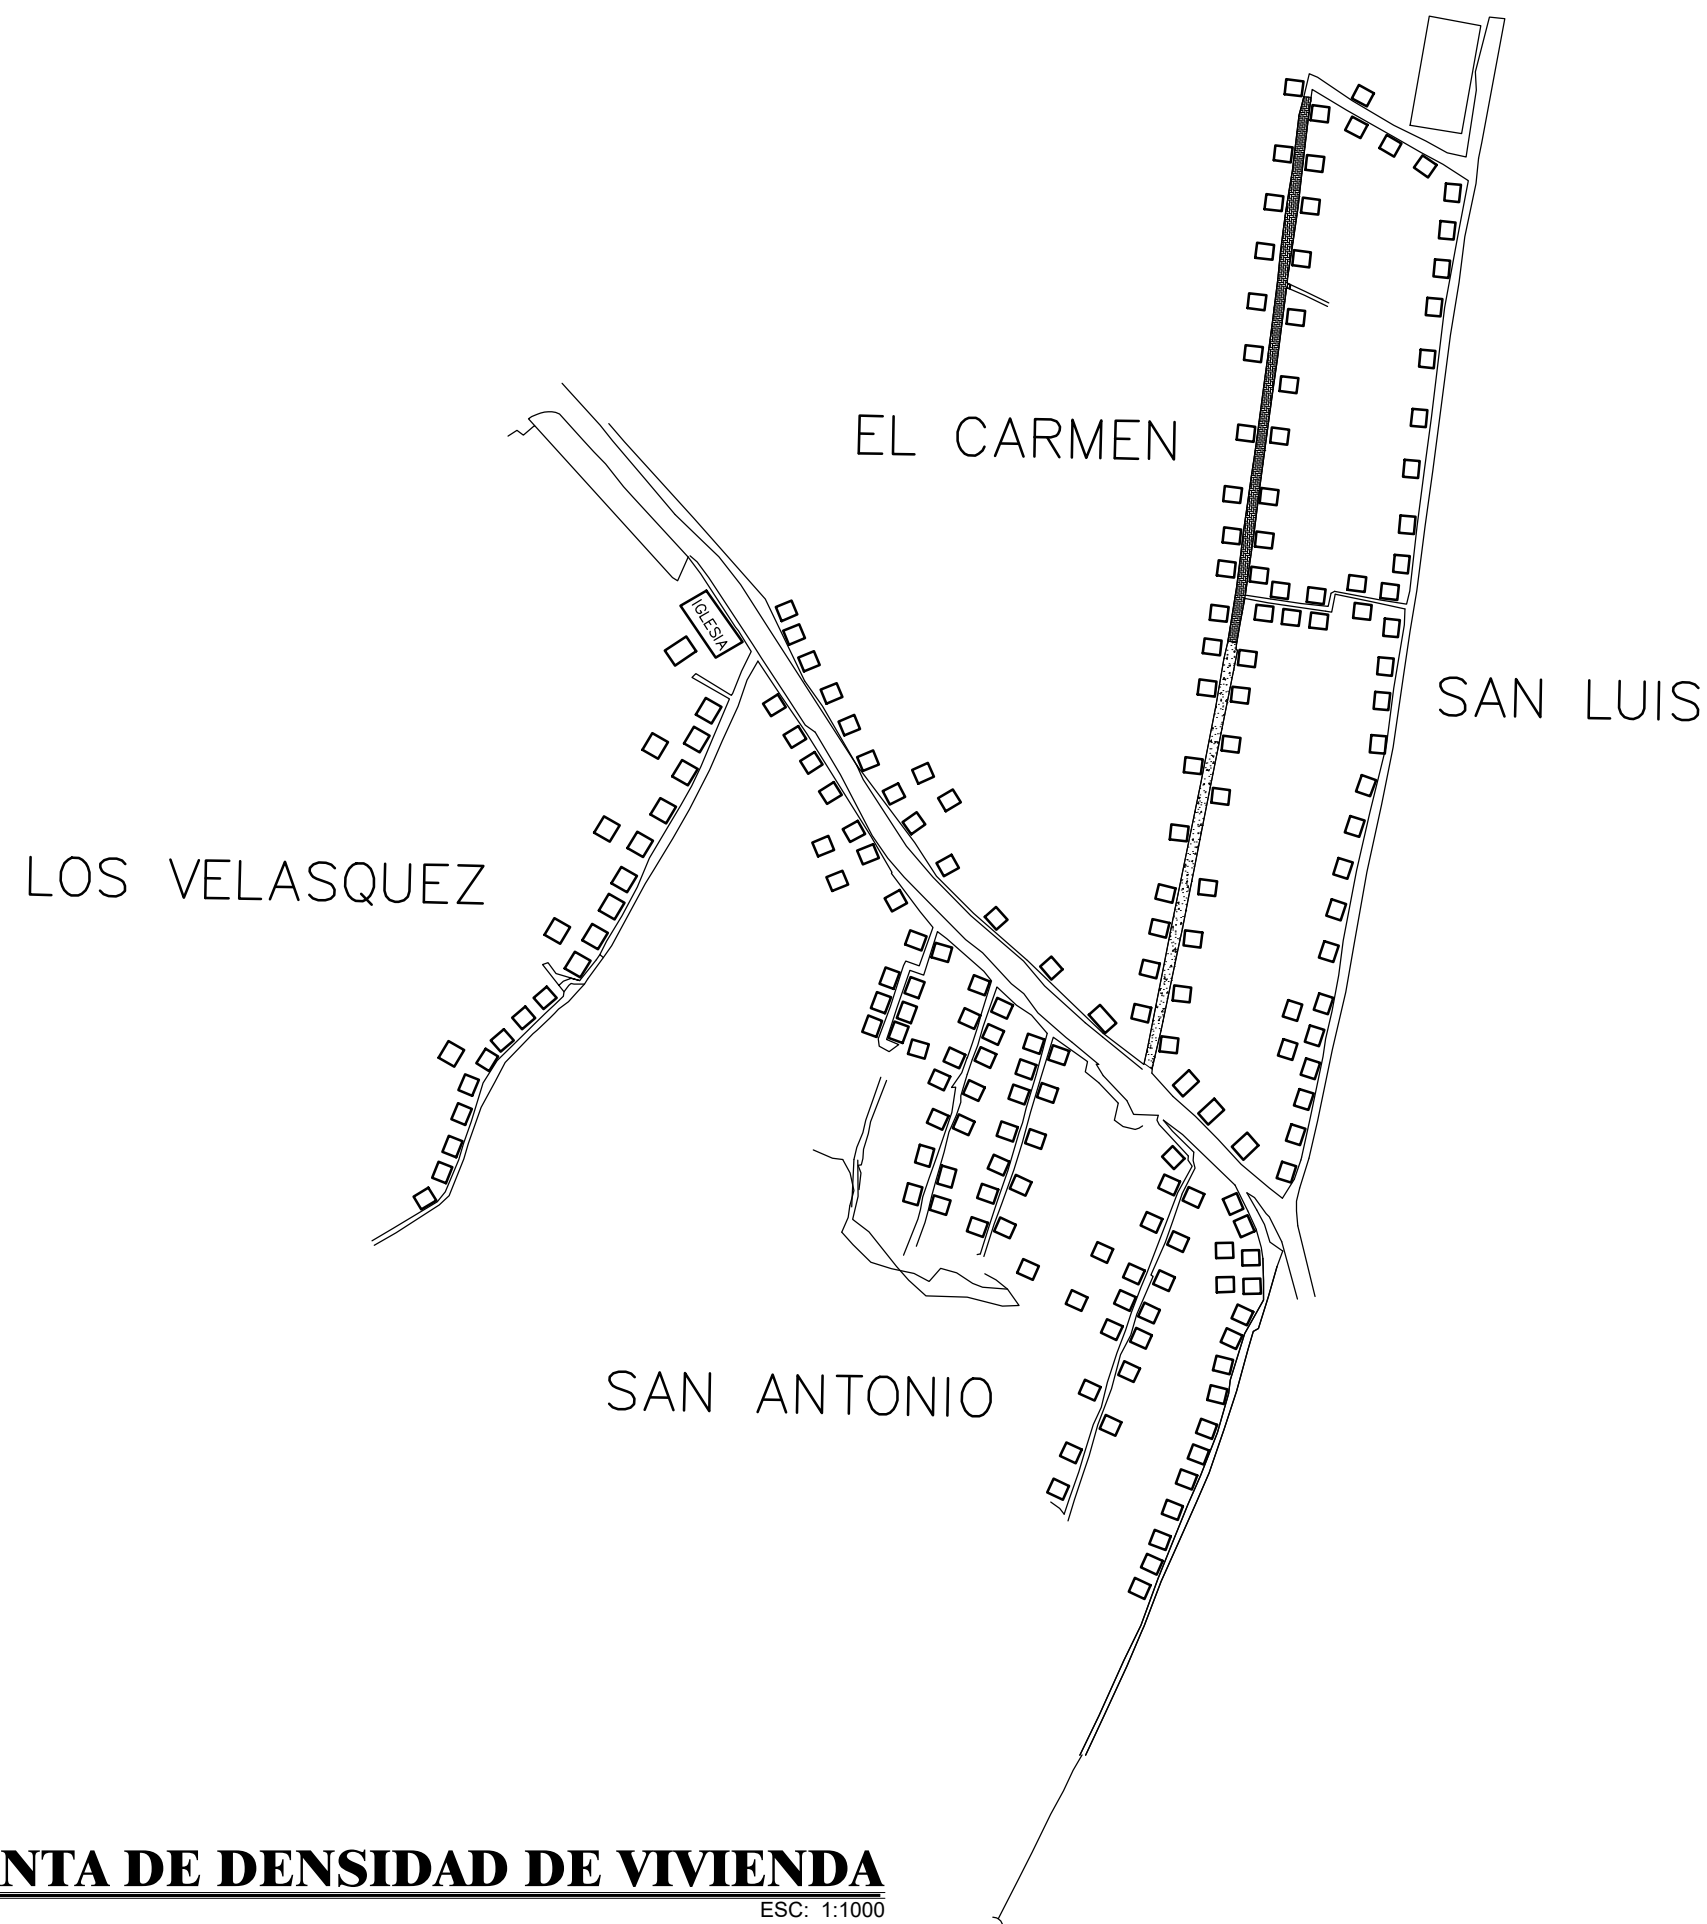 EL CARMEN
IGLESIA
SAN LUIS
LOS VELASQUEZ
SAN ANTONIO
NTA DE DENSIDAD DE VIVIENDA
ESC: 1:1000